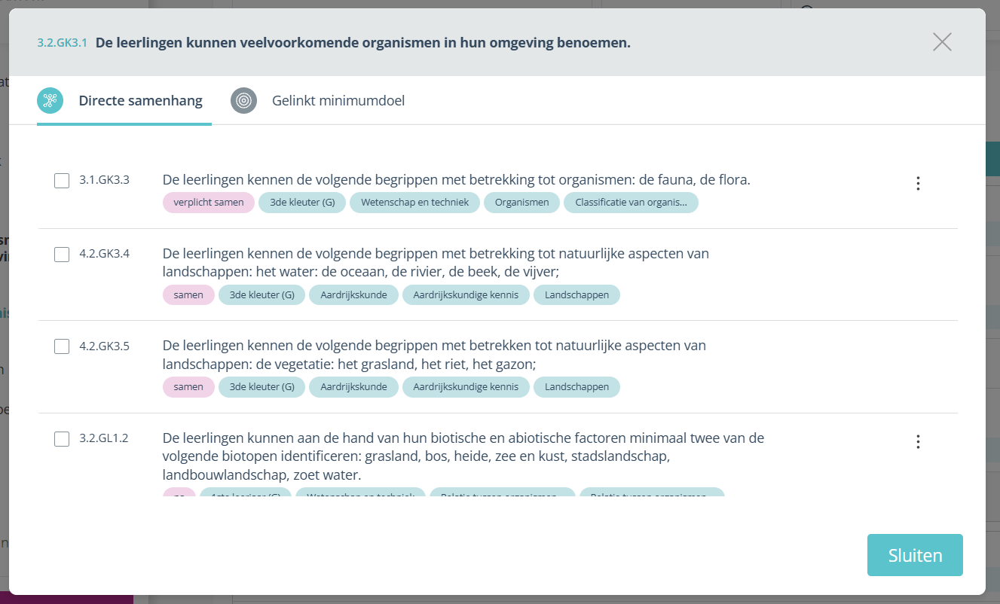 3.2.GK3.1 De leerlingen kunnen veelvoorkomende organismen in hun omgeving benoemen.
Directe samenhang
Gelinkt minimumdoel
3.1.GK3.3 De leerlingen kennen de volgende begrippen met betrekking tot organismen: de fauna, de flora.
verplicht samen 3de kleuter (G) Wetenschap en techniek Organismen Classificatie van organis...
4.2.GK3.4 De leerlingen kennen de volgende begrippen met betrekking tot natuurlijke aspecten van
landschappen: het water: de oceaan, de rivier, de beek, de vijver;
samen 3de kleuter (G) Aardrijkskunde Aardrijkskundige kennis Landschappen
4.2.GK3.5 De leerlingen kennen de volgende begrippen met betrekken tot natuurlijke aspecten van
landschappen: de vegetatie: het grasland, het riet, het gazon;
samen 3de kleuter (G) Aardrijkskunde Aardrijkskundige kennis Landschappen
3.2.GL1.2 De leerlingen kunnen aan de hand van hun biotische en abiotische factoren minimaal twee van de
volgende biotopen identificeren: grasland, bos, heide, zee en kust, stadslandschap,
landbouwlandschap, zoet water.
Sluiten